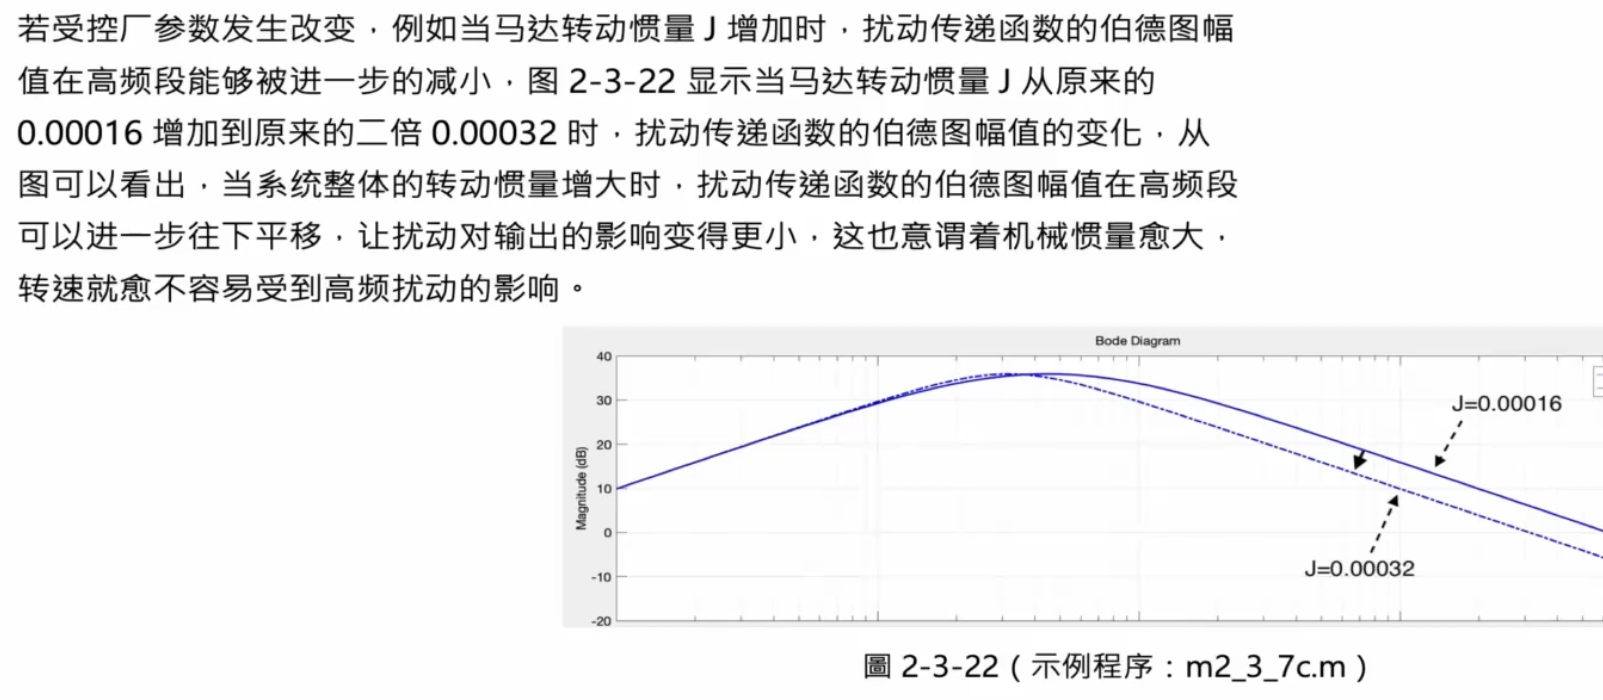 若受控厂参数发生改变，例如当马达转动惯量 J 增加时，扰动传递函数的伯德图幅
值在高频段能够被进一步的减小，图 2-3-22 显示当马达转动惯量 J 从原来的
0.00016 增加到原来的二倍 0.00032 时，扰动传递函数的伯德图幅值的变化，从
图可以看出，当系统整体的转动惯量增大时，扰动传递函数的伯德图幅值在高频段
可以进一步往下平移，让扰动对输出的影响变得更小，这也意谓着机械惯量愈大，
转速就愈不容易受到高频扰动的影响。
Bode Diagram
40
30
20
10
0
-10
-20
Magnitude (dB)
J=0.00016
J=0.00032
圖 2-3-22（示例程序：m2_3_7c.m）